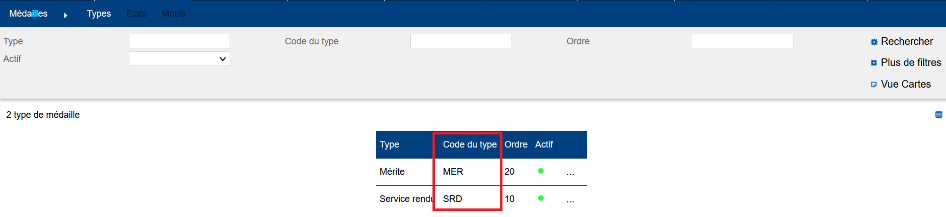 Médailles Types Etats Motifs
Type Code du type Ordre Rechercher
Actif Plus de filtres
Vue Cartes
2 type de médaille
Type Code du type Ordre Actif
Mérite MER 20 ...
Service rendu SRD 10 ...